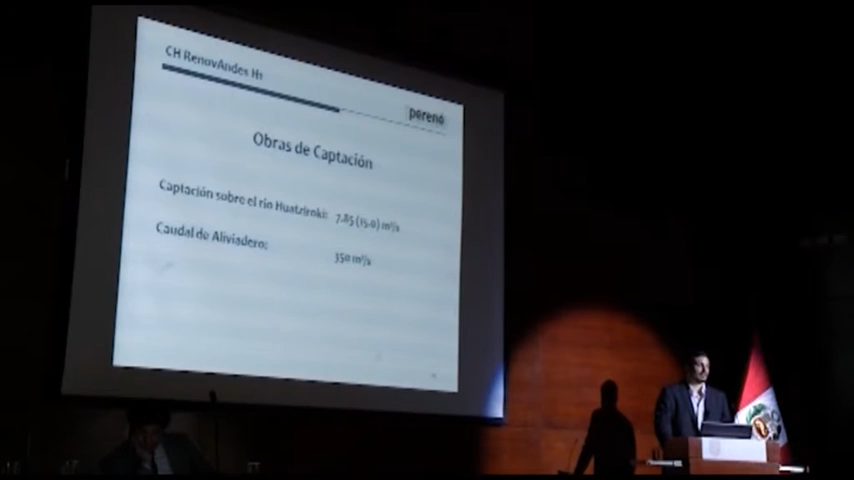 CH RenovAndes H1
perené
Obras de Captación
Captación sobre el río Huatziroki: 7.85 (15.0) m³/s
Caudal de Aliviadero:
350 m³/s